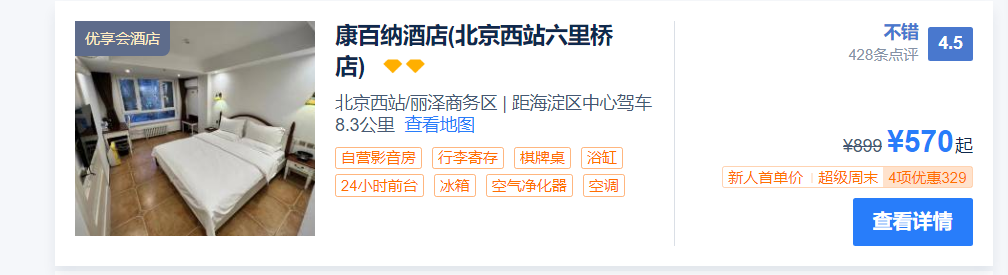 优享会酒店
康百纳酒店(北京西站六里桥
店)
北京西站/丽泽商务区 | 距海淀区中心驾车
8.3公里 查看地图
自营影音房 行李寄存 棋牌桌 浴缸
24小时前台 冰箱 空气净化器 空调
不错 4.5
428条点评
¥899 ¥570起
新人首单价 超级周末 4项优惠329
查看详情